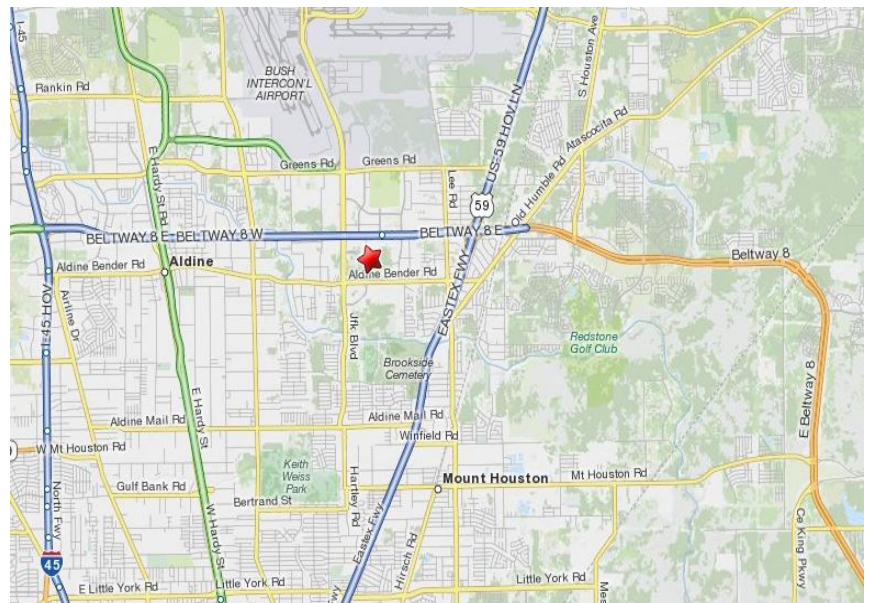 I-45
BUSH
INTERCON'L
AIRPORT
Rankin Rd
S Houston Ave
Atascocita Rd
US-59 HOV LN
E Hardy St Rd
Greens Rd
Greens Rd
Lee Rd
59
Old Humble Rd
BELTWAY 8 E-BELTWAY 8 W
BELTWAY 8 E
Beltway 8
Aldine Bender Rd
Aldine
Aldine Bender Rd
EASTEX FWY
I-45 HOV
Airline Dr
Jfk Blvd
Redstone
Golf Club
Brookside
Cemetery
E Hardy St
E Beltway 8
Aldine Mail Rd
Aldine Mail Rd
Winfield Rd
W Mt Houston Rd
Keith
Weiss
Park
Mount Houston
Mt Houston Rd
Gulf Bank Rd
Bertrand St
Hartley Rd
North Fwy
W Hardy St
Eastex Fwy
Ce King Pkwy
45
Hirsch Rd
E Little York Rd
Little York Rd
Little York Rd
wy
Mes